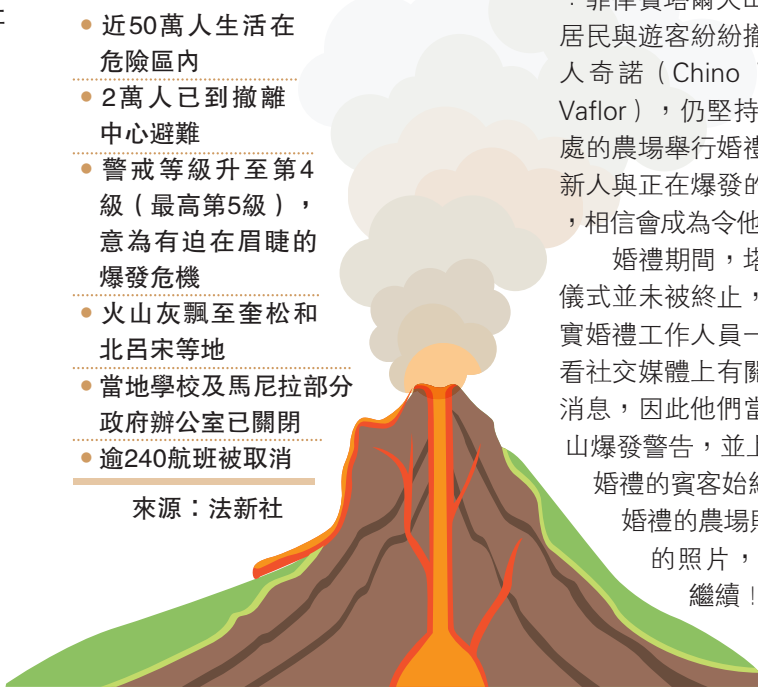 近50萬人生活在
危險區內
2萬人已到撤離
中心避難
警戒等級升至第4
級（最高第5級），
意為有迫在眉睫的
爆發危機
火山灰飄至奎松和
北呂宋等地
當地學校及馬尼拉部分
政府辦公室已關閉
逾240航班被取消
來源：法新社
居民與遊客紛紛撤
人奇諾（Chino
Vaflor），仍堅持
處的農場舉行婚禮
新人與正在爆發的
，相信會成為令他
婚禮期間，塔
儀式並未被終止，
實婚禮工作人員一
看社交媒體上有關
消息，因此他們當
山爆發警告，並上
婚禮的賓客始終
婚禮的農場則
的照片，
繼續！